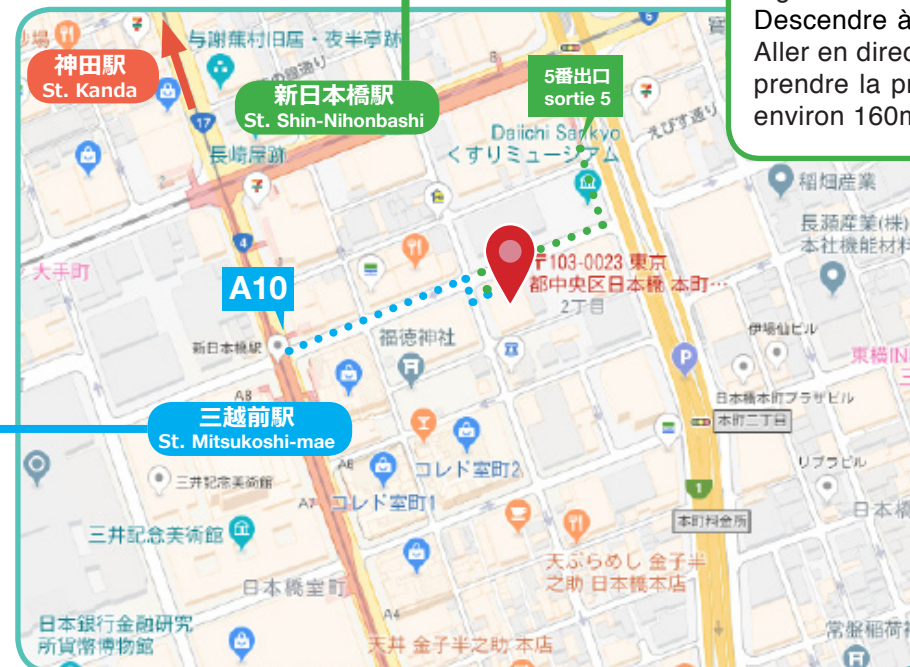 Descendre à
Aller en direc
prendre la pr
environ 160m
神田駅
St. Kanda
17
与謝蕪村旧居・夜半亭跡
6
新日本橋駅
St. Shin-Nihonbashi
5番出口
sortie 5
Daiichi Sankyo
くすりミュージアム
えびす通り
長崎屋跡
稲畑産業
長瀬産業(株)
本社機能材料
大手町
4
A10
〒103-0023 東京
都中央区日本橋 本町…
2丁目
新日本橋駅
福徳神社
伊場仙ビル
東横IN
P
A8
日本橋本町プラザビル
本町二丁目
三越前駅
St. Mitsukoshi-mae
A6
コレド室町2
リブラビル
三井記念美術館
A7
コレド室町1
1
日本橋
本町料金所
三井記念美術館
天ぷらめし 金子半
之助 日本橋本店
日本橋室町
A4
日本銀行金融研究
所貨幣博物館
天丼 金子半之助 本店
常盤稲荷神